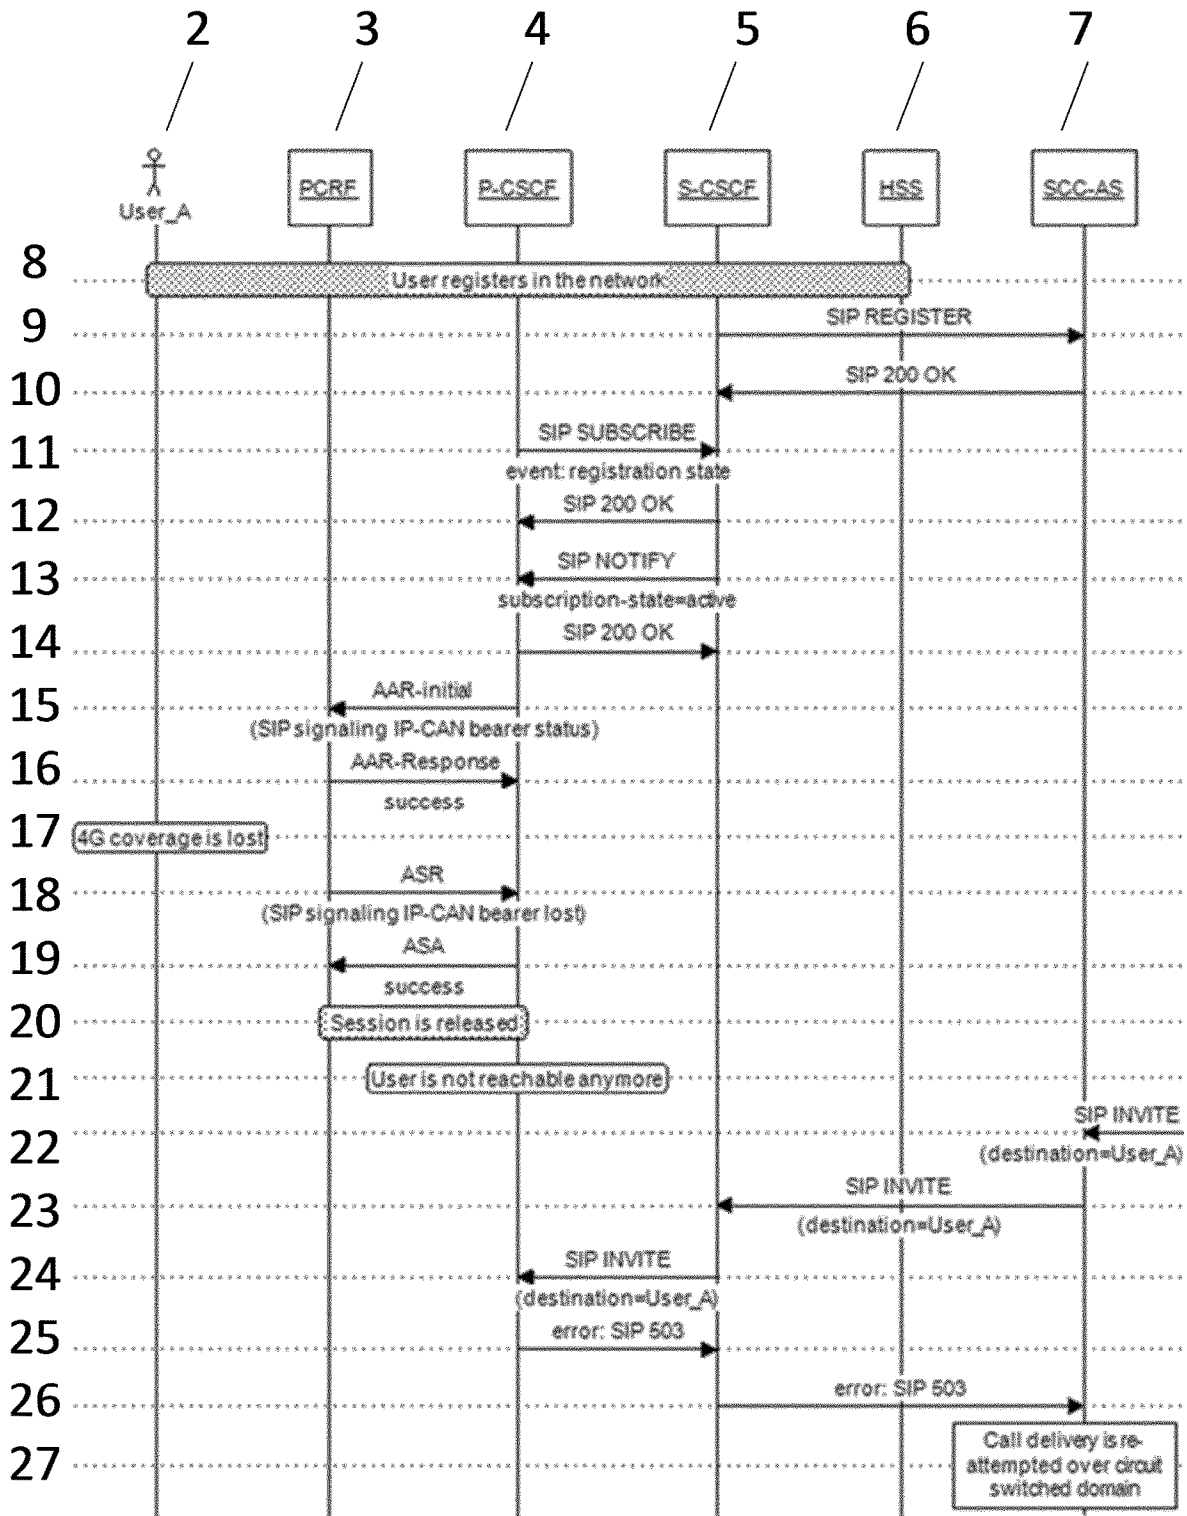 2 3 4 5 6 7
User_A PCRF P-CSCF S-CSCF HSS SCC-AS
8 User registers in the network
9 SIP REGISTER
10 SIP 200 OK
11 SIP SUBSCRIBE
event: registration state
12 SIP 200 OK
13 SIP NOTIFY
subscription-state=active
14 SIP 200 OK
15 AAR-initial
(SIP signaling IP-CAN bearer status)
16 AAR-Response
success
17 4G coverage is lost
18 ASR
(SIP signaling IP-CAN bearer lost)
19 ASA
success
20 Session is released
21 User is not reachable anymore
22 SIP INVITE
(destination=User_A)
23 SIP INVITE
(destination=User_A)
24 SIP INVITE
(destination=User_A)
25 error: SIP 503
26 error: SIP 503
27 Call delivery is re-
attempted over circuit
switched domain